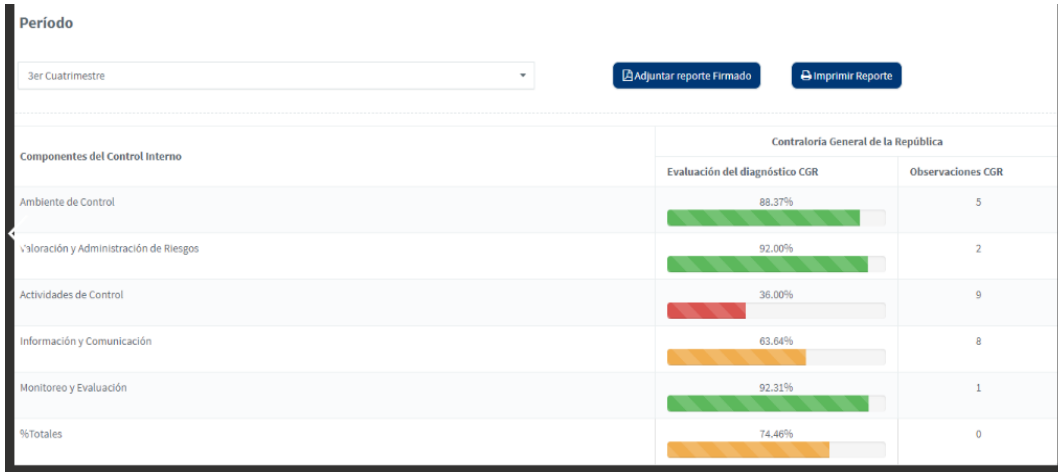 Período
3er Cuatrimestre
Adjuntar reporte Firmado
Imprimir Reporte
Componentes del Control Interno
Contraloría General de la República
Evaluación del diagnóstico CGR
Observaciones CGR
Ambiente de Control
88.37%
5
Valoración y Administración de Riesgos
92.00%
2
Actividades de Control
36.00%
9
Información y Comunicación
63.64%
8
Monitoreo y Evaluación
92.31%
1
%Totales
74.46%
0